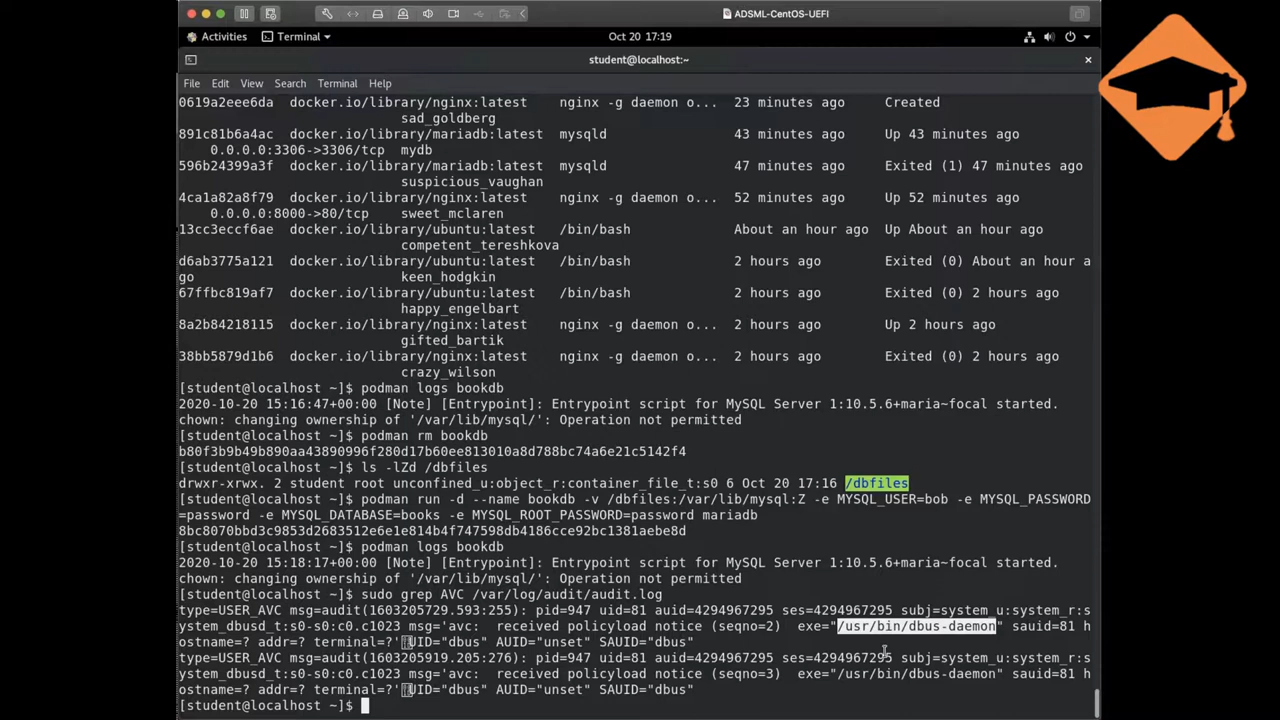 ADSML-CentOS-UEFI
Activities Terminal Oct 20 17:19
student@localhost:~
File Edit View Search Terminal Help
0619a2eee6da docker.io/library/nginx:latest nginx -g daemon o... 23 minutes ago Created
sad_goldberg
891c81b6a4ac docker.io/library/mariadb:latest mysqld 43 minutes ago Up 43 minutes ago
0.0.0.0:3306->3306/tcp mydb
596b24399a3f docker.io/library/mariadb:latest mysqld 47 minutes ago Exited (1) 47 minutes ago
suspicious_vaughan
4ca1a82a8f79 docker.io/library/nginx:latest nginx -g daemon o... 52 minutes ago Up 52 minutes ago
0.0.0.0:8000->80/tcp sweet_mclaren
13cc3eccf6ae docker.io/library/ubuntu:latest /bin/bash About an hour ago Up About an hour ago
competent_tereshkova
d6ab3775a121 docker.io/library/ubuntu:latest /bin/bash 2 hours ago Exited (0) About an hour a
go keen_hodgkin
67ffbc819af7 docker.io/library/ubuntu:latest /bin/bash 2 hours ago Exited (0) 2 hours ago
happy_engelbart
8a2b84218115 docker.io/library/nginx:latest nginx -g daemon o... 2 hours ago Up 2 hours ago
gifted_bartik
38bb5879d1b6 docker.io/library/nginx:latest nginx -g daemon o... 2 hours ago Exited (0) 2 hours ago
crazy_wilson
[student@localhost ~]$ podman logs bookdb
2020-10-20 15:16:47+00:00 [Note] [Entrypoint]: Entrypoint script for MySQL Server 1:10.5.6+maria~focal started.
chown: changing ownership of '/var/lib/mysql/': Operation not permitted
[student@localhost ~]$ podman rm bookdb
b80f3b9b49b890aa43890996f280d17b60ee813010a8d788bc74a6e21c5142f4
[student@localhost ~]$ ls -lZd /dbfiles
drwxr-xrwx. 2 student root unconfined_u:object_r:container_file_t:s0 6 Oct 20 17:16 /dbfiles
[student@localhost ~]$ podman run -d --name bookdb -v /dbfiles:/var/lib/mysql:Z -e MYSQL_USER=bob -e MYSQL_PASSWORD
=password -e MYSQL_DATABASE=books -e MYSQL_ROOT_PASSWORD=password mariadb
8bc8070bbd3c9853d2683512e6e1e814b4f747598db4186cce92bc1381aebe8d
[student@localhost ~]$ podman logs bookdb
2020-10-20 15:18:17+00:00 [Note] [Entrypoint]: Entrypoint script for MySQL Server 1:10.5.6+maria~focal started.
chown: changing ownership of '/var/lib/mysql/': Operation not permitted
[student@localhost ~]$ sudo grep AVC /var/log/audit/audit.log
type=USER_AVC msg=audit(1603205729.593:255): pid=947 uid=81 auid=4294967295 ses=4294967295 subj=system_u:system_r:s
ystem_dbusd_t:s0-s0:c0.c1023 msg='avc:  received policyload notice (seqno=2)  exe="/usr/bin/dbus-daemon" sauid=81 h
ostname=? addr=? terminal=?'UID="dbus" AUID="unset" SAUID="dbus"
type=USER_AVC msg=audit(1603205919.205:276): pid=947 uid=81 auid=4294967295 ses=4294967295 subj=system_u:system_r:s
ystem_dbusd_t:s0-s0:c0.c1023 msg='avc:  received policyload notice (seqno=3)  exe="/usr/bin/dbus-daemon" sauid=81 h
ostname=? addr=? terminal=?'UID="dbus" AUID="unset" SAUID="dbus"
[student@localhost ~]$